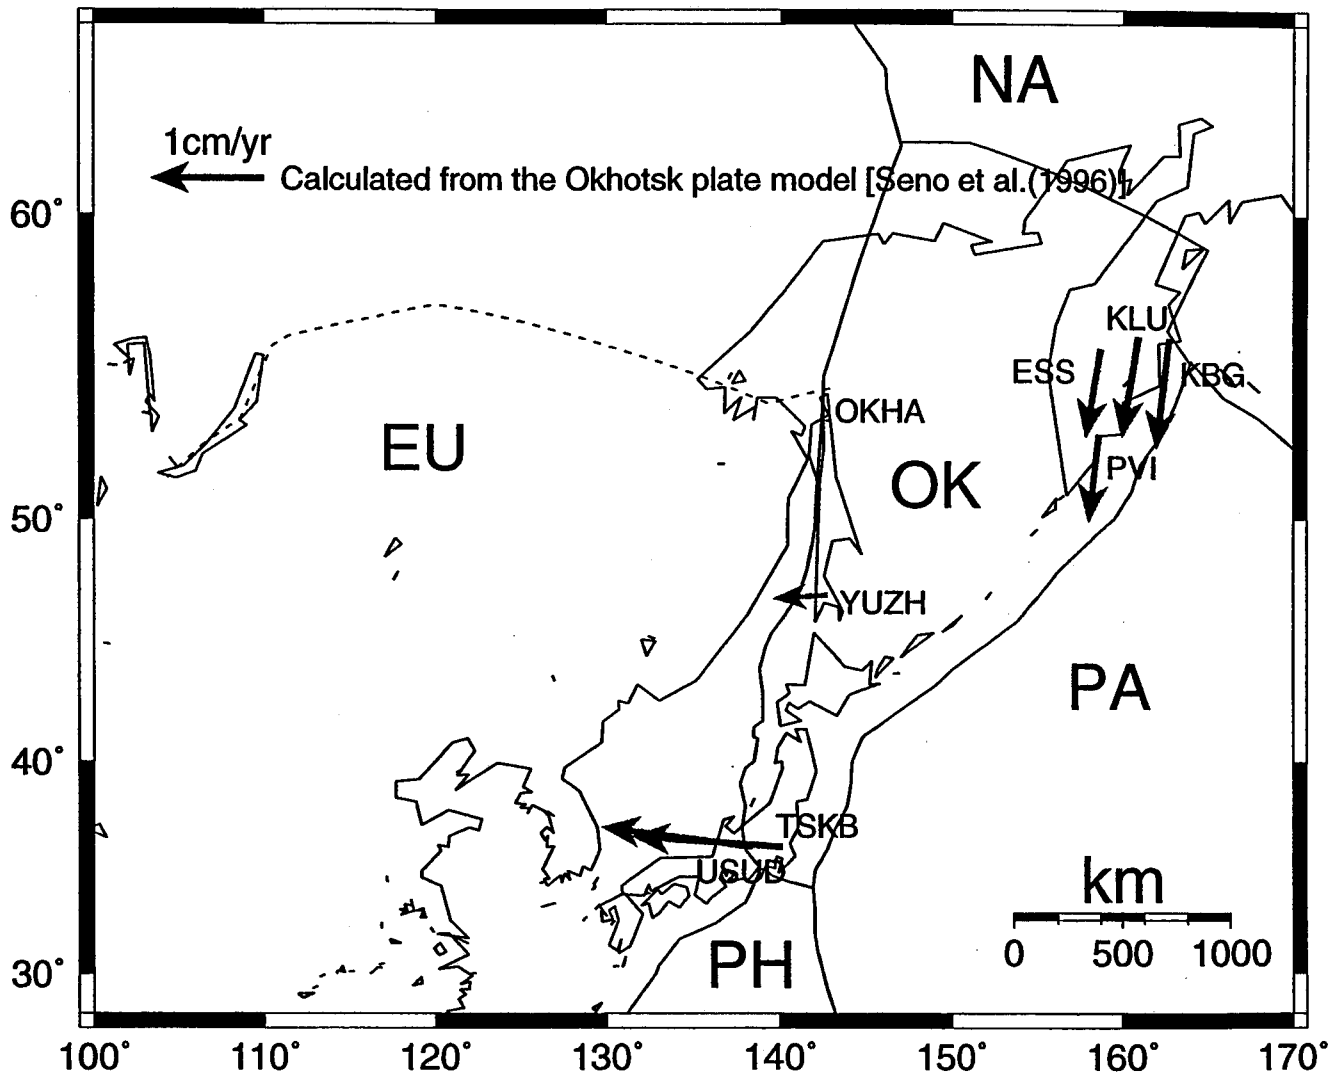 NA
1cm/yr
Calculated from the Okhotsk plate model [Seno et al.(1996)]
60°
KLU
ESS
KBG
OKHA
EU
OK
PVI
50°
YUZH
PA
40°
TSKB
USUD
km
0 500 1000
PH
30°
100° 110° 120° 130° 140° 150° 160° 170°